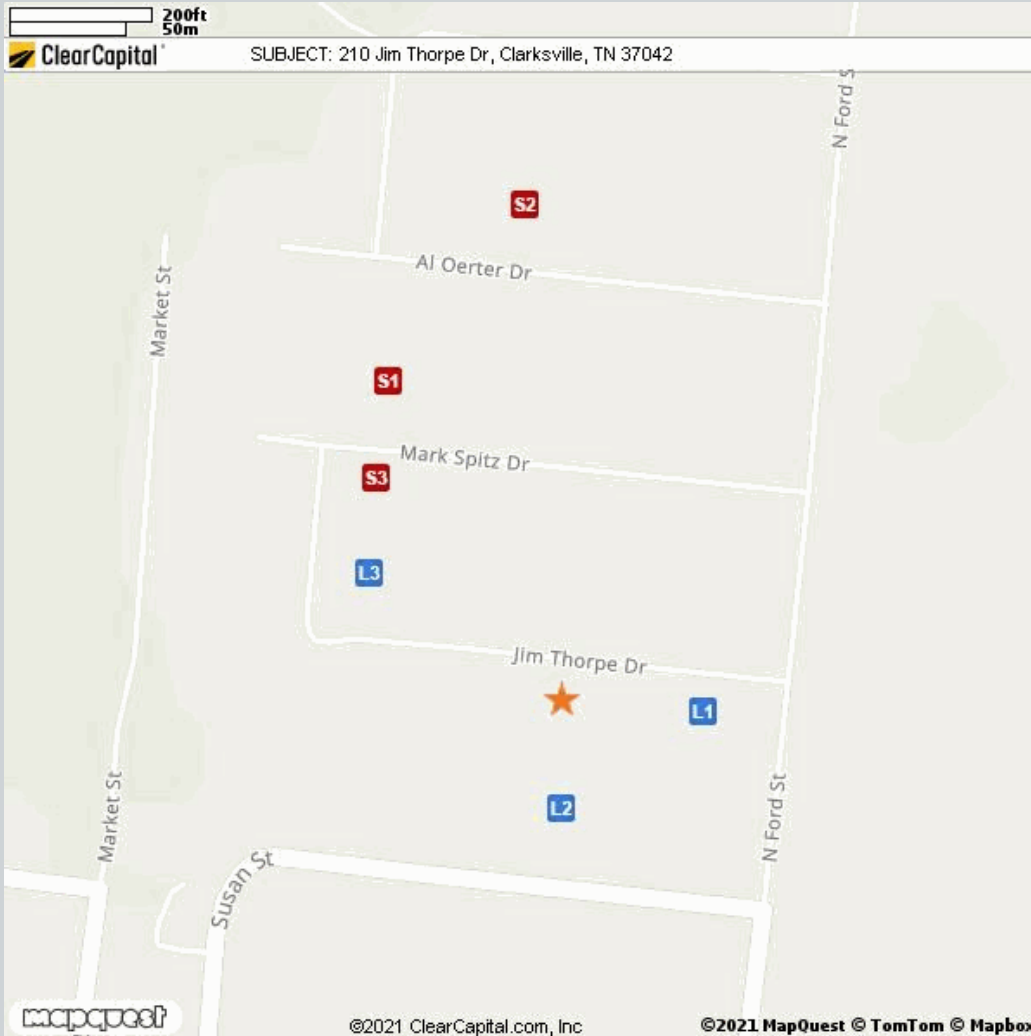 200ft
50m
ClearCapital
SUBJECT: 210 Jim Thorpe Dr, Clarksville, TN 37042
N Ford S
S2
Al Oerter Dr
Market St
S1
Mark Spitz Dr
S3
L3
Jim Thorpe Dr
L1
L2
N Ford St
Market St
Susan St
mapquest
©2021 ClearCapital.com, Inc
©2021 MapQuest © TomTom © Mapbox